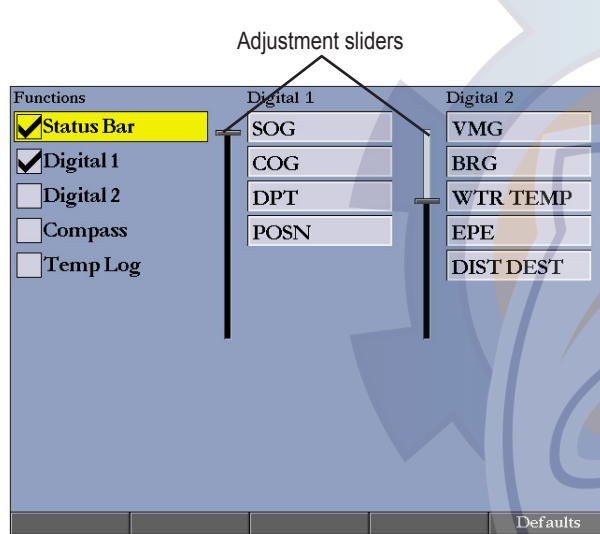 Adjustment sliders
Functions
Status Bar
Digital 1
Digital 2
Compass
Temp Log
Digital 1
SOG
COG
DPT
POSN
Digital 2
VMG
BRG
WTR TEMP
EPE
DIST DEST
Defaults